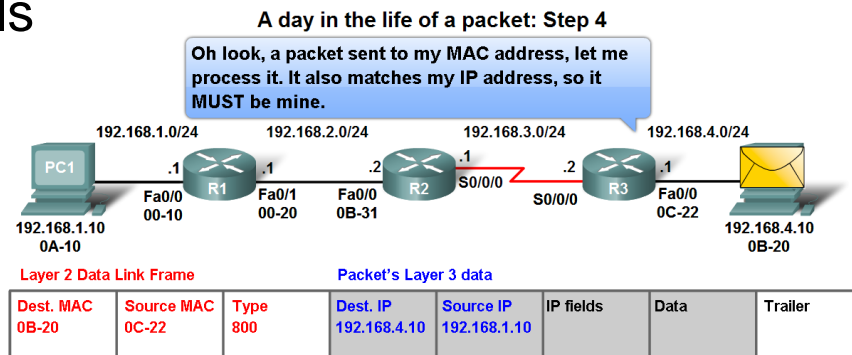 ls
A day in the life of a packet: Step 4
Oh look, a packet sent to my MAC address, let me
process it. It also matches my IP address, so it
MUST be mine.
192.168.1.0/24 192.168.2.0/24 192.168.3.0/24 192.168.4.0/24
PC1 .1 R1 .1 .2 R2 .1 .2 R3 .1
Fa0/0 Fa0/1 Fa0/0 S0/0/0 S0/0/0 Fa0/0
00-10 00-20 0B-31 0C-22
192.168.1.10 192.168.4.10
0A-10 0B-20
Layer 2 Data Link Frame Packet's Layer 3 data
Dest. MAC Source MAC Type Dest. IP Source IP IP fields Data Trailer
0B-20 0C-22 800 192.168.4.10 192.168.1.10